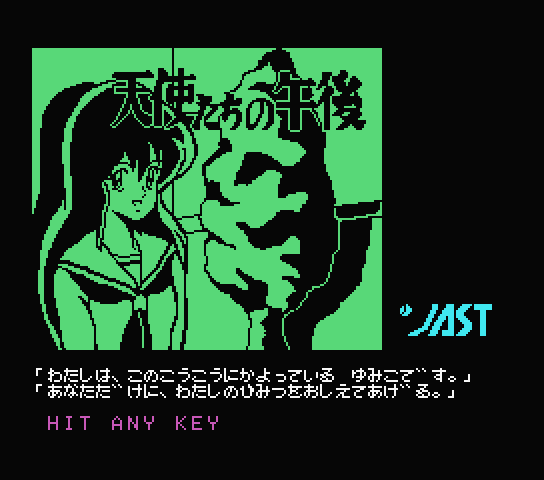 天使たちの午後
JAST
「わたしは、このこうこうにかよっている ゆみこで゛す。」
「あなただ゛けに、わたしのひみつをおしえてあげ゛る。」
HIT ANY KEY